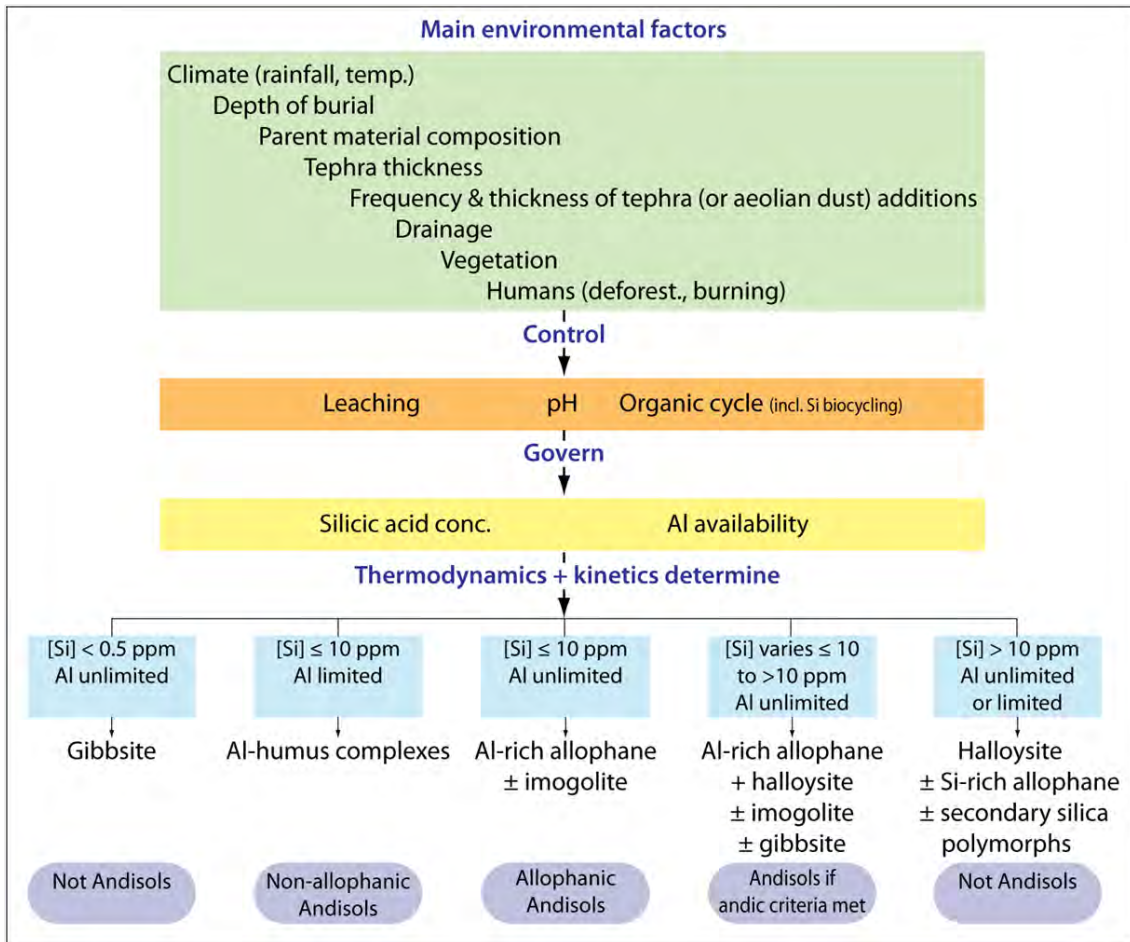 Main environmental factors
Climate (rainfall, temp.)
Depth of burial
Parent material composition
Tephra thickness
Frequency & thickness of tephra (or aeolian dust) additions
Drainage
Vegetation
Humans (deforest., burning)
Control
Leaching pH Organic cycle (incl. Si biocycling)
Govern
Silicic acid conc. Al availability
Thermodynamics + kinetics determine
[Si] < 0.5 ppm
Al unlimited
Gibbsite
Not Andisols
[Si] ≤ 10 ppm
Al limited
Al-humus complexes
Non-allophanic
Andisols
[Si] ≤ 10 ppm
Al unlimited
Al-rich allophane
± imogolite
Allophanic
Andisols
[Si] varies ≤ 10
to >10 ppm
Al unlimited
Al-rich allophane
+ halloysite
± imogolite
± gibbsite
Andisols if
andic criteria met
[Si] > 10 ppm
Al unlimited
or limited
Halloysite
± Si-rich allophane
± secondary silica
polymorphs
Not Andisols